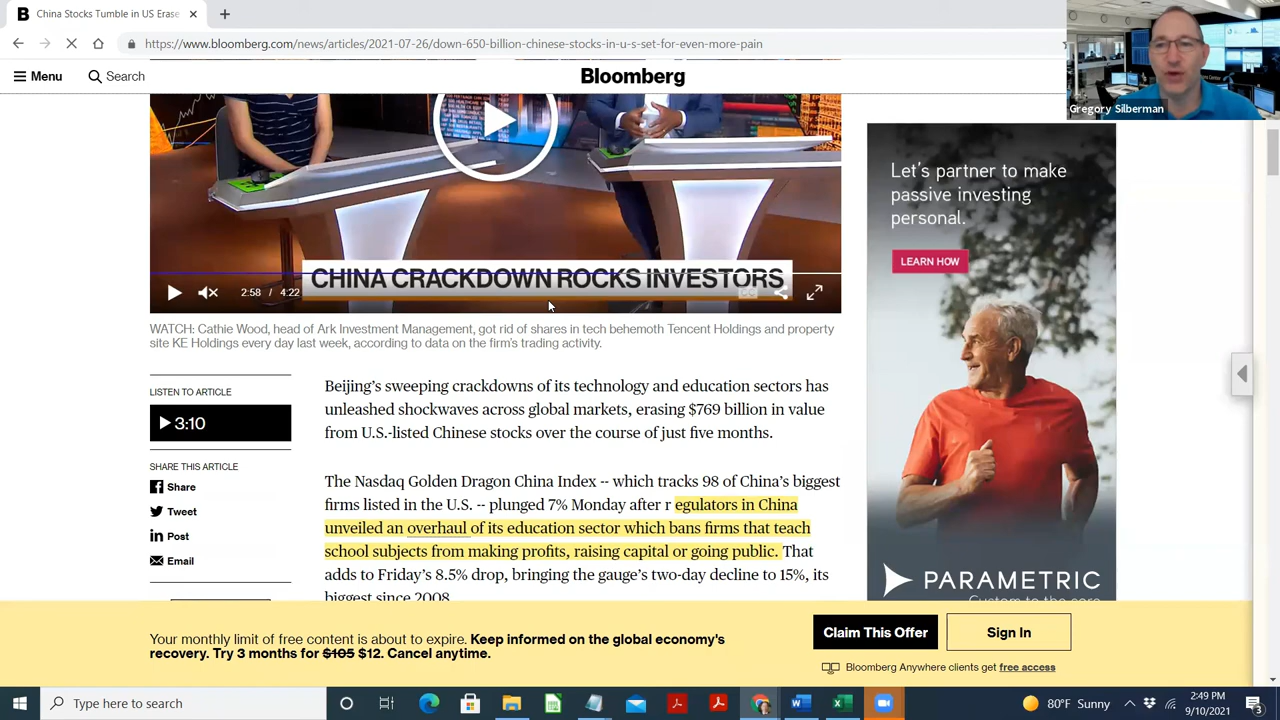 B China Stocks Tumble in US Erase
https://www.bloomberg.com/news/articles/2021-07-
down-650-billion-chinese-stocks-in-u-s-set-for-even-more-pain
Menu
Search
Bloomberg
Gregory Silberman
CHINA CRACKDOWN ROCKS INVESTORS
2:58 / 4:22
CC
WATCH: Cathie Wood, head of Ark Investment Management, got rid of shares in tech behemoth Tencent Holdings and property
site KE Holdings every day last week, according to data on the firm's trading activity.
LISTEN TO ARTICLE
3:10
SHARE THIS ARTICLE
Share
Tweet
Post
Email
Beijing's sweeping crackdowns of its technology and education sectors has
unleashed shockwaves across global markets, erasing $769 billion in value
from U.S.-listed Chinese stocks over the course of just five months.
The Nasdaq Golden Dragon China Index -- which tracks 98 of China's biggest
firms listed in the U.S. -- plunged 7% Monday after r egulators in China
unveiled an overhaul of its education sector which bans firms that teach
school subjects from making profits, raising capital or going public. That
adds to Friday's 8.5% drop, bringing the gauge's two-day decline to 15%, its
biggest since 2008.
Let's partner to make
passive investing
personal.
LEARN HOW
PARAMETRIC
Custom to the core
Your monthly limit of free content is about to expire. Keep informed on the global economy's
recovery. Try 3 months for $105 $12. Cancel anytime.
Claim This Offer
Sign In
Bloomberg Anywhere clients get free access
Type here to search
80°F Sunny
2:49 PM
9/10/2021
3